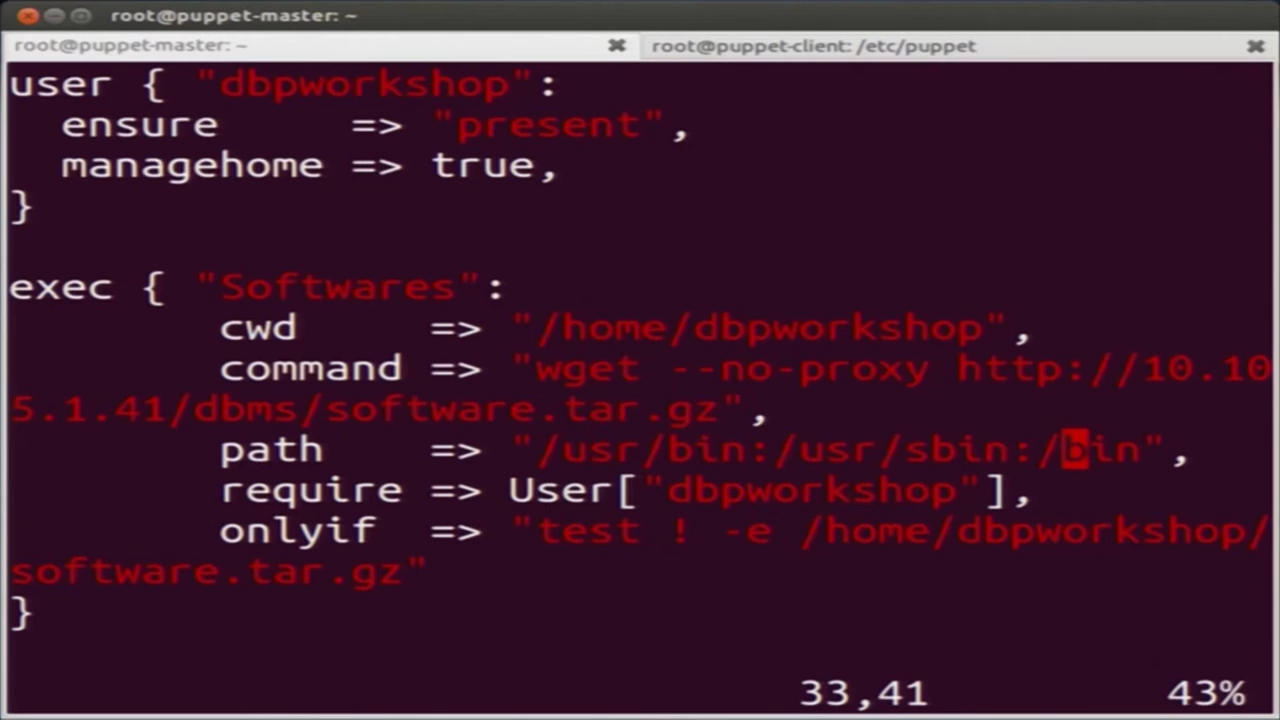 root@puppet-master: ~
root@puppet-master: ~ ✖ root@puppet-client: /etc/puppet ✖
user { "dbpworkshop":
  ensure     => "present",
  managehome => true,
}

exec { "Softwares":
        cwd     => "/home/dbpworkshop",
        command => "wget --no-proxy http://10.10
5.1.41/dbms/software.tar.gz",
        path    => "/usr/bin:/usr/sbin:/bin",
        require => User["dbpworkshop"],
        onlyif  => "test ! -e /home/dbpworkshop/
software.tar.gz"
}
33,41 43%